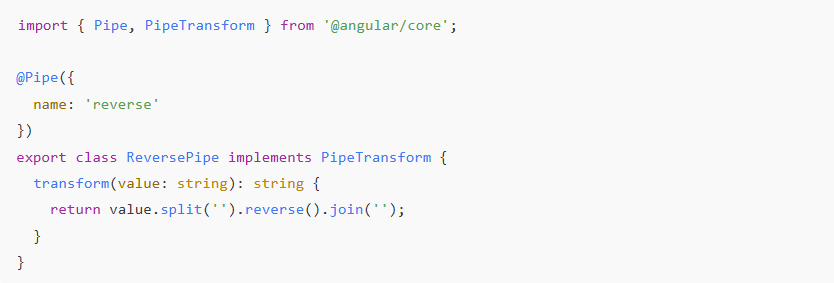 import { Pipe, PipeTransform } from '@angular/core';
@Pipe({
  name: 'reverse'
})
export class ReversePipe implements PipeTransform {
  transform(value: string): string {
    return value.split('').reverse().join('');
  }
}